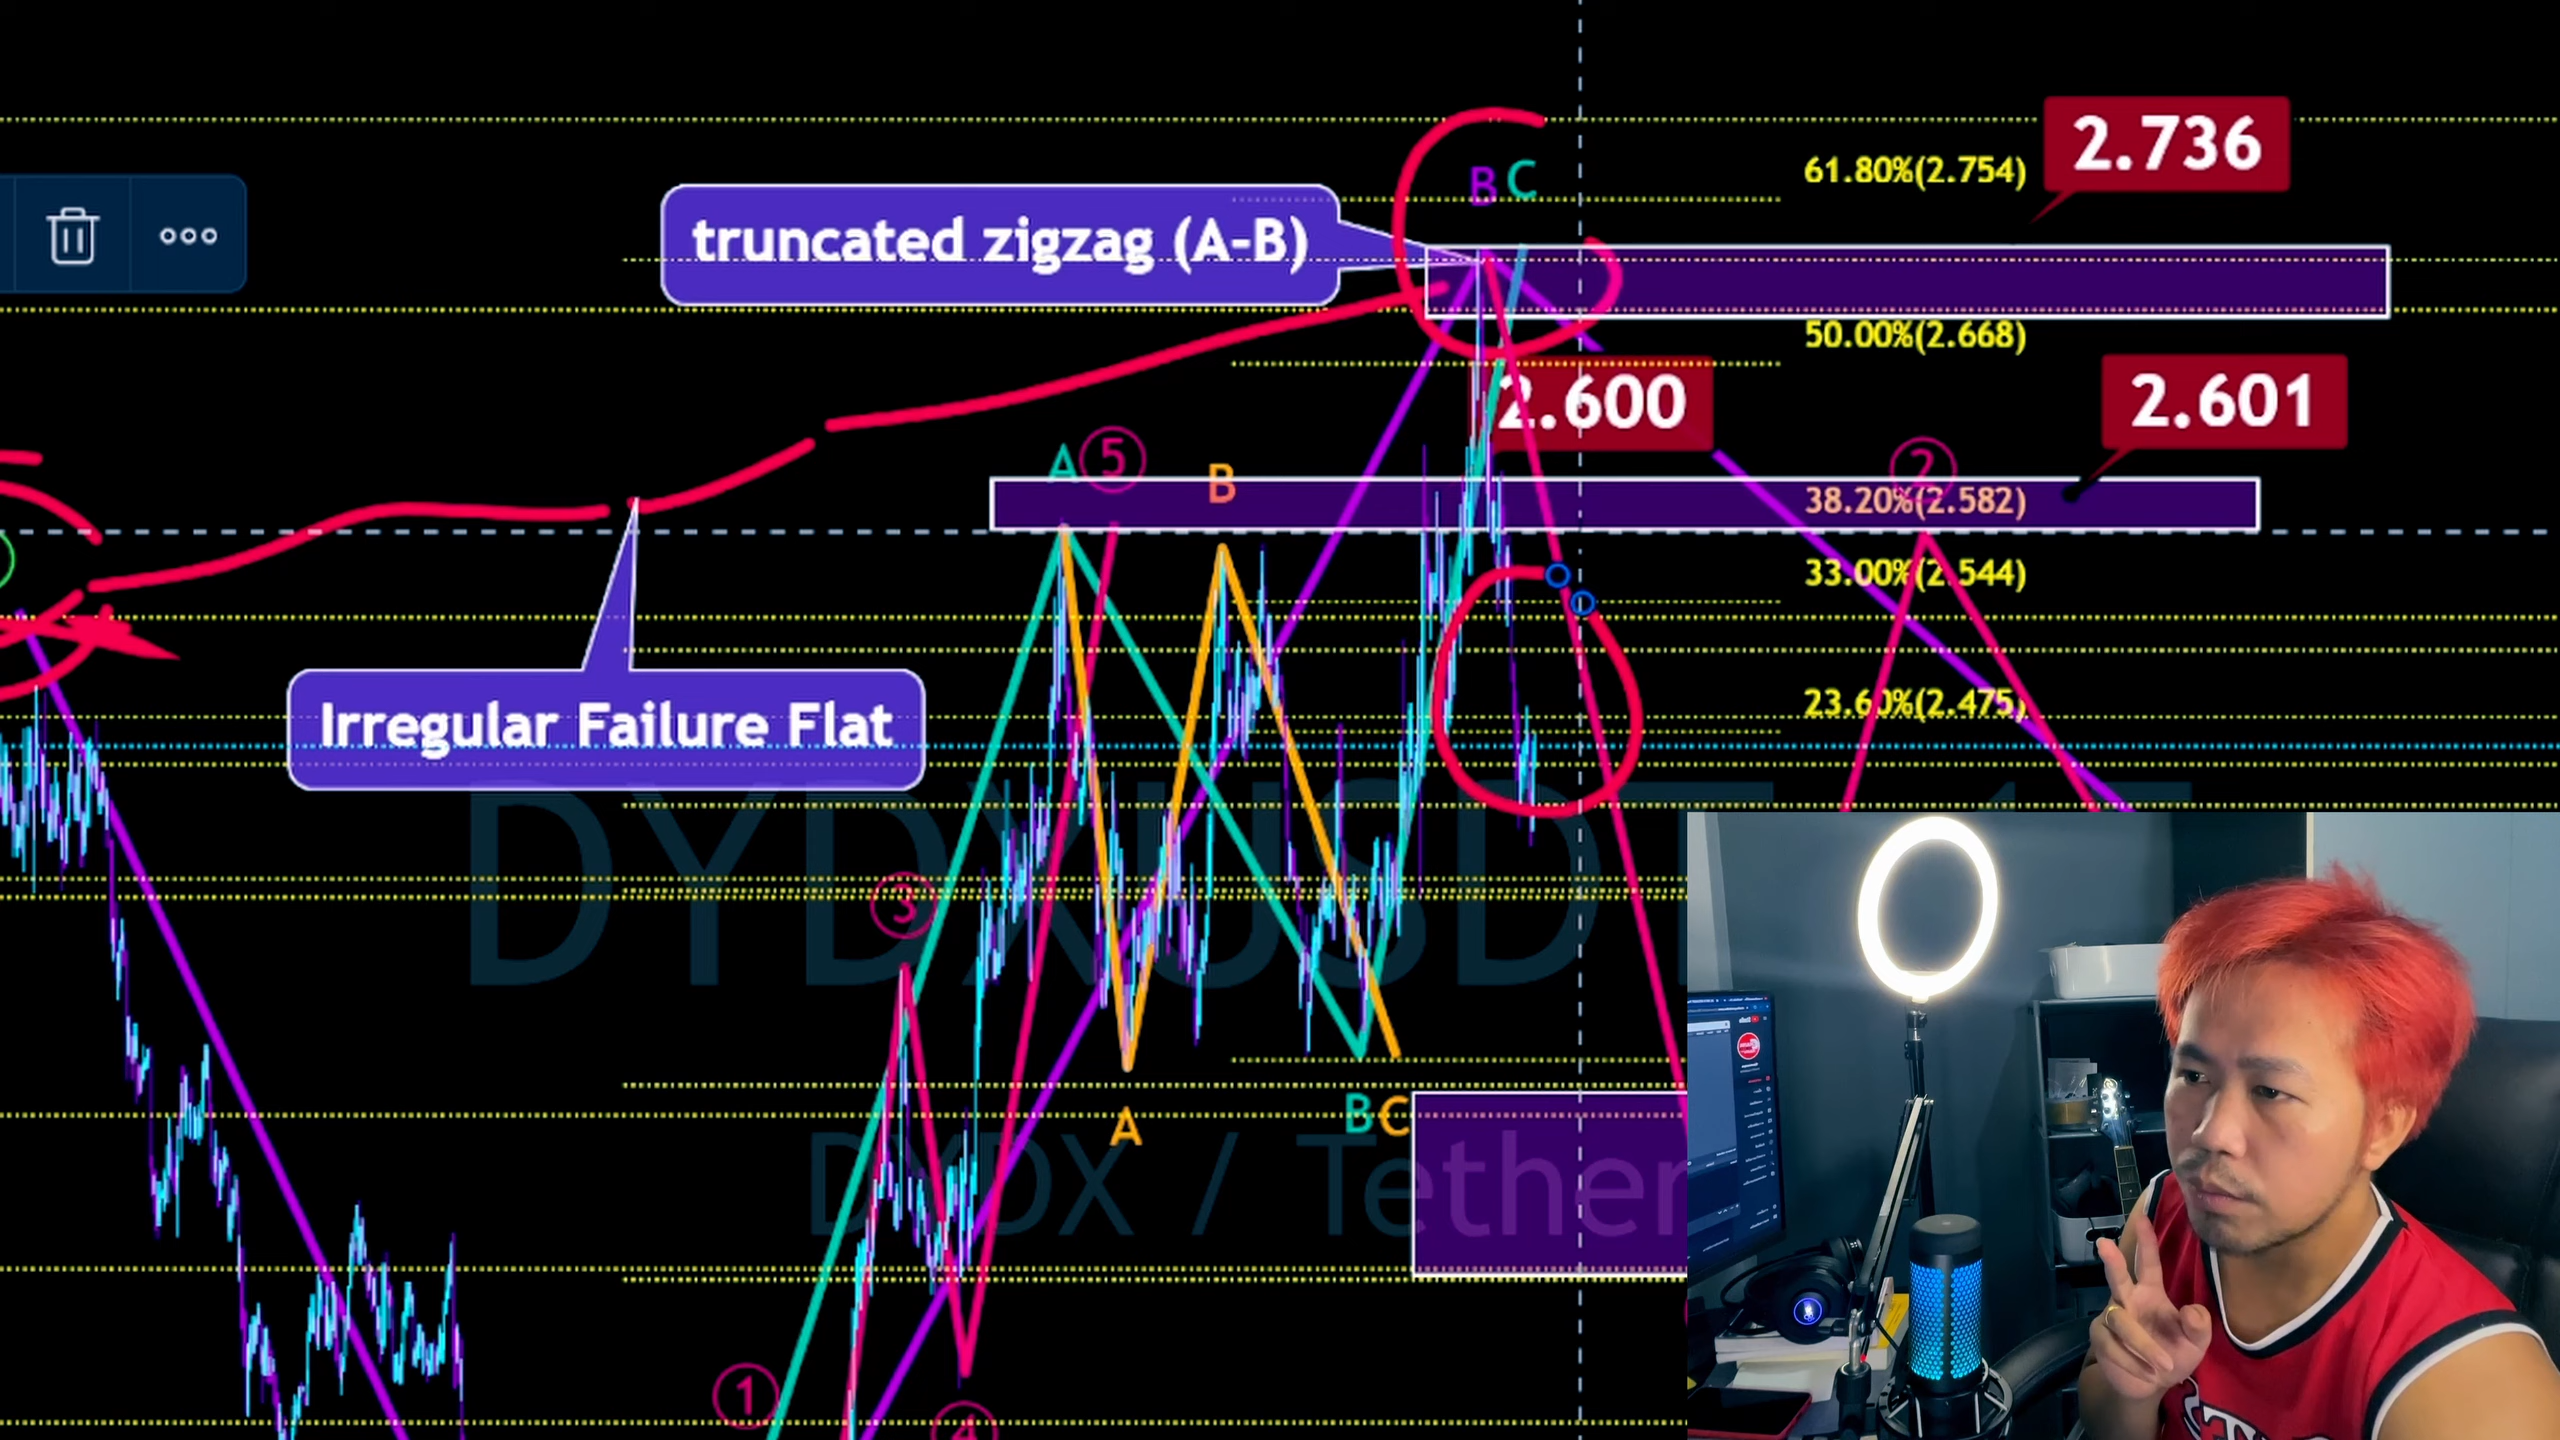 2.736
61.80%(2.754)
B C
truncated zigzag (A-B)
50.00%(2.668)
2.600
2.601
A 5 B
2
38.20%(2.582)
33.00%(2.544)
23.60%(2.475)
Irregular Failure Flat
DYDXUSDT
3
A
B C
DYDX / Tether
1
4